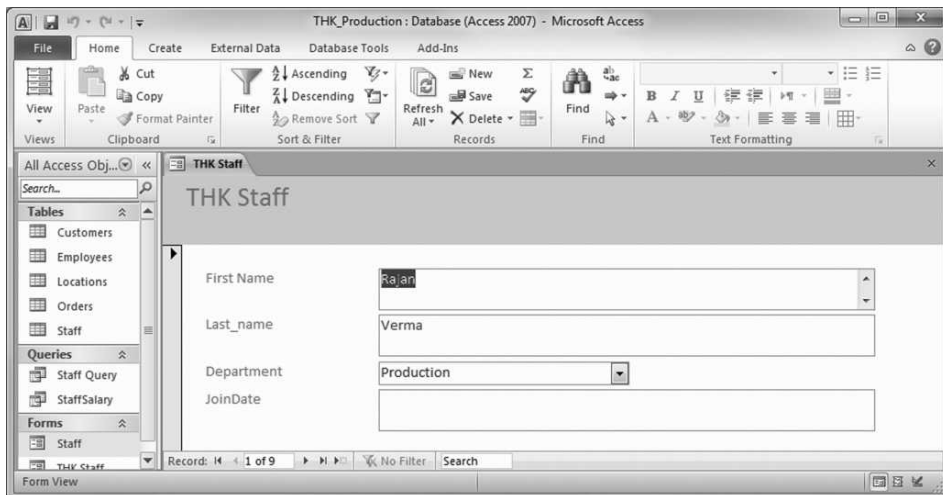 THK_Production : Database (Access 2007) - Microsoft Access
File Home Create External Data Database Tools Add-Ins
View
Paste
Cut
Copy
Format Painter
Filter
Ascending
Descending
Remove Sort
Refresh All
New
Save
Delete
Find
B I U
A
Views Clipboard Sort & Filter Records Find Text Formatting
All Access Obj...
THK Staff
Search...
Tables
Customers
Employees
Locations
Orders
Staff
Queries
Staff Query
StaffSalary
Forms
Staff
THK Staff
THK Staff
First Name Rajan
Last_name Verma
Department Production
JoinDate
Record: 1 of 9 No Filter Search
Form View